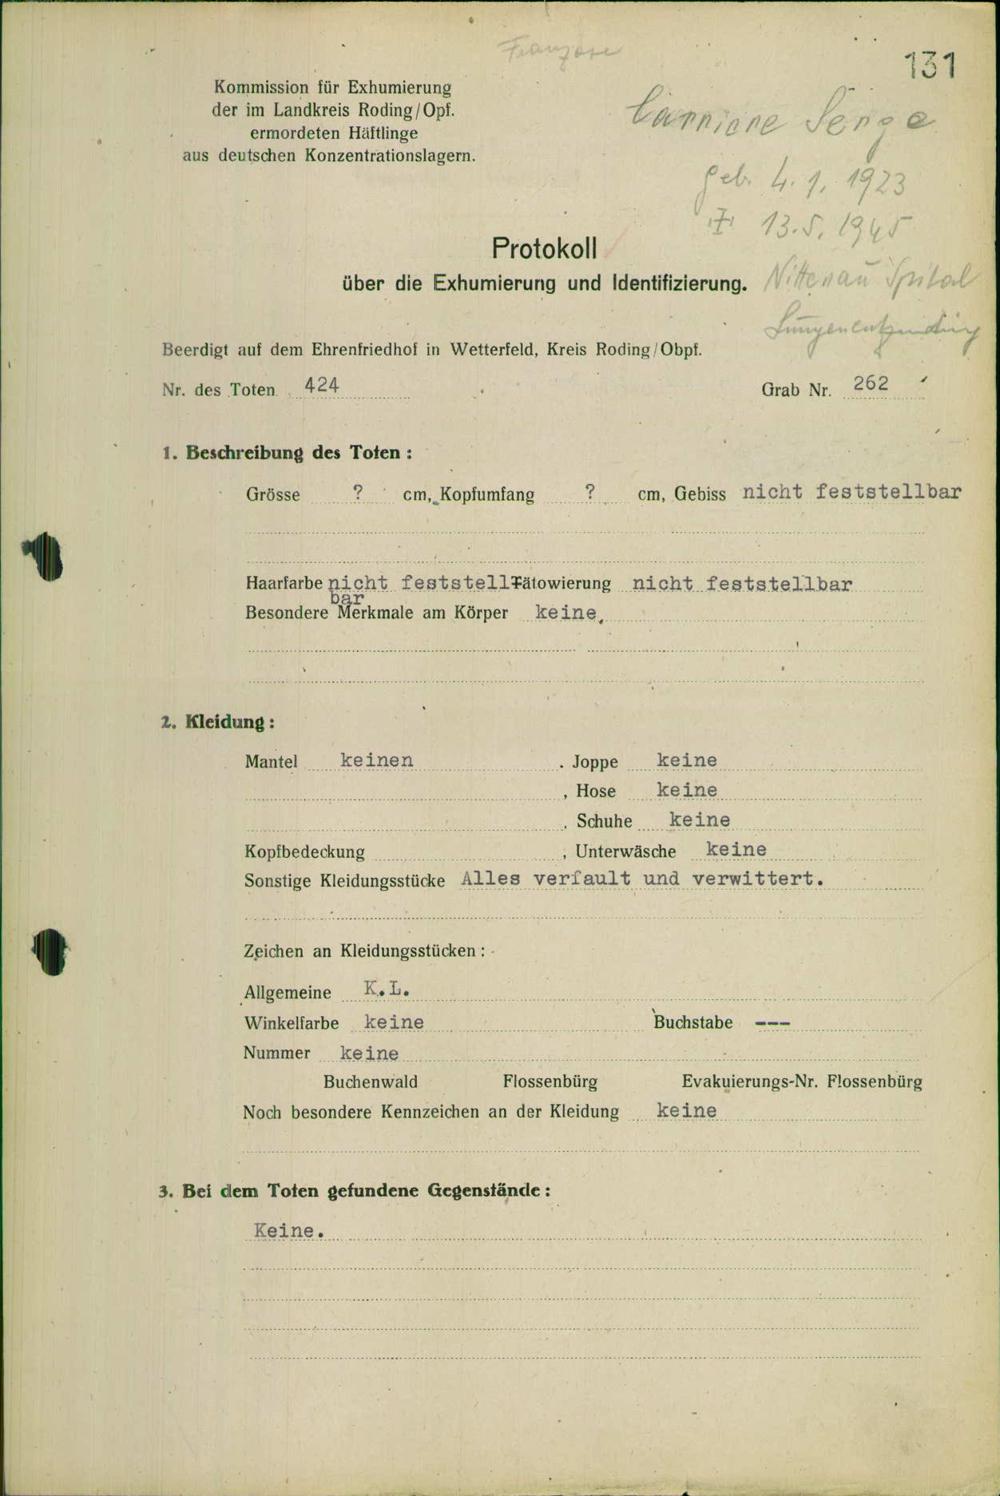 Franzose
131
Kommission für Exhumierung
der im Landkreis Roding/Opf.
ermordeten Häftlinge
aus deutschen Konzentrationslagern.
Carriere Serge
geb. 4. 1. 1923
† 13.5.1945
Nittenau Spital
Lungenentzündung
Protokoll
über die Exhumierung und Identifizierung.
Beerdigt auf dem Ehrenfriedhof in Wetterfeld, Kreis Roding/Obpf.
Nr. des Toten 424 Grab Nr. 262
1. Beschreibung des Toten :
Grösse ? cm, Kopfumfang ? cm, Gebiss nicht feststellbar
Haarfarbe nicht feststell Tätowierung nicht feststellbar
bar
Besondere Merkmale am Körper keine,
2. Kleidung :
Mantel keinen , Joppe keine
, Hose keine
, Schuhe keine
Kopfbedeckung , Unterwäsche keine
Sonstige Kleidungsstücke Alles verfault und verwittert.
Zeichen an Kleidungsstücken : -
Allgemeine K.L.
Winkelfarbe keine Buchstabe ---
Nummer keine
Buchenwald Flossenbürg Evakuierungs-Nr. Flossenbürg
Noch besondere Kennzeichen an der Kleidung keine
3. Bei dem Toten gefundene Gegenstände :
Keine.